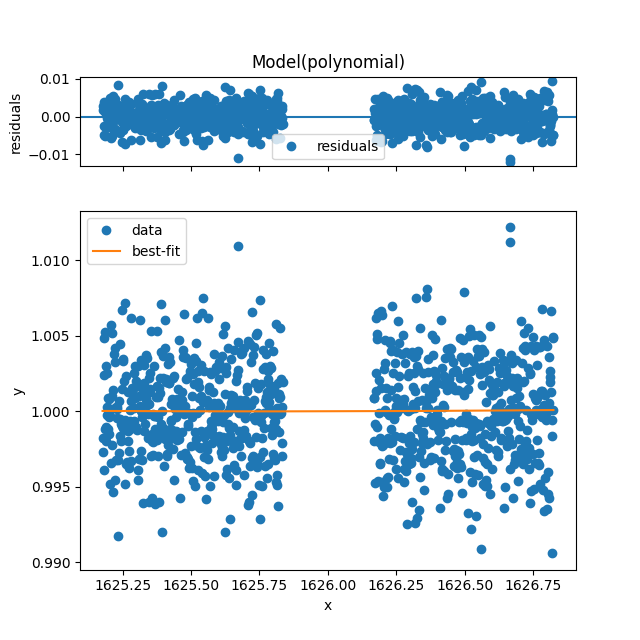 Model(polynomial)
0.01
0.00
−0.01
residuals
residuals
data
best-fit
1.010
1.005
1.000
0.995
0.990
y
1625.25 1625.50 1625.75 1626.00 1626.25 1626.50 1626.75
x